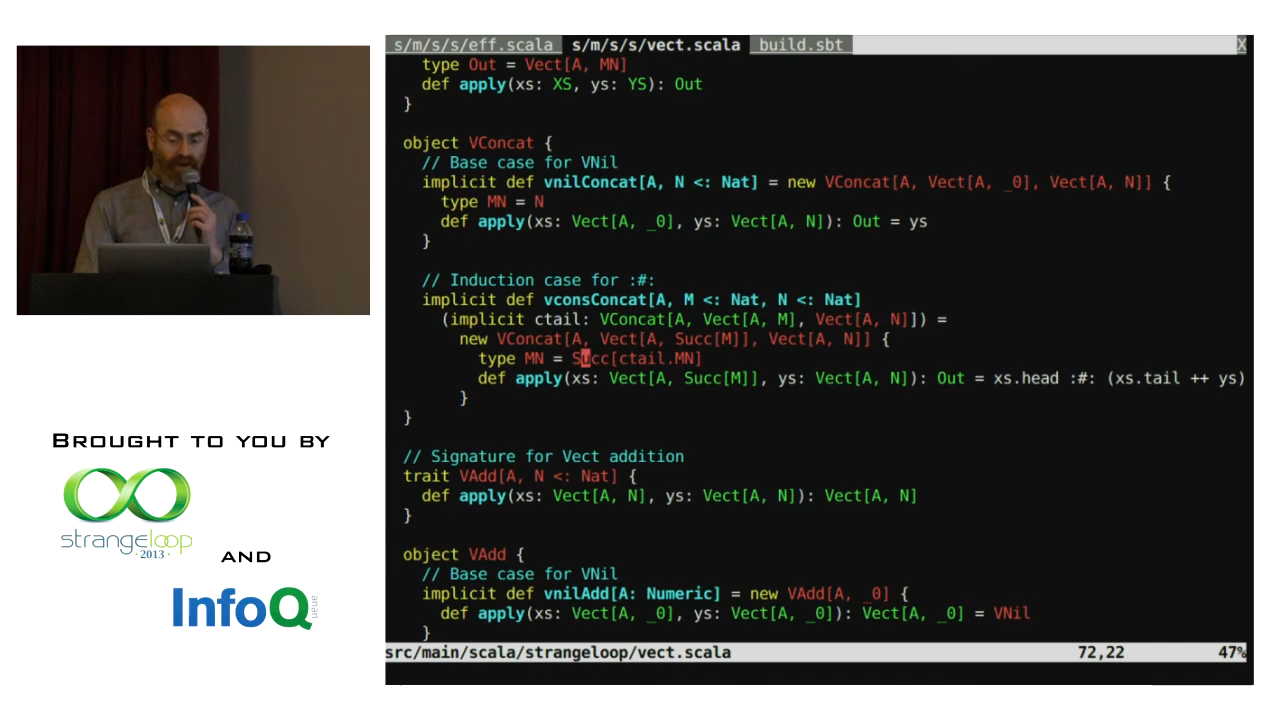 s/m/s/s/eff.scala s/m/s/s/vect.scala build.sbt X
type Out = Vect[A, MN]
def apply(xs: XS, ys: YS): Out
}
object VConcat {
// Base case for VNil
implicit def vnilConcat[A, N <: Nat] = new VConcat[A, Vect[A, _0], Vect[A, N]] {
type MN = N
def apply(xs: Vect[A, _0], ys: Vect[A, N]): Out = ys
}
// Induction case for :#:
implicit def vconsConcat[A, M <: Nat, N <: Nat]
(implicit ctail: VConcat[A, Vect[A, M], Vect[A, N]]) =
new VConcat[A, Vect[A, Succ[M]], Vect[A, N]] {
type MN = Succ[ctail.MN]
def apply(xs: Vect[A, Succ[M]], ys: Vect[A, N]): Out = xs.head :#: (xs.tail ++ ys)
}
}
// Signature for Vect addition
trait VAdd[A, N <: Nat] {
def apply(xs: Vect[A, N], ys: Vect[A, N]): Vect[A, N]
}
object VAdd {
// Base case for VNil
implicit def vnilAdd[A: Numeric] = new VAdd[A, _0] {
def apply(xs: Vect[A, _0], ys: Vect[A, _0]): Vect[A, _0] = VNil
}
src/main/scala/strangeloop/vect.scala 72,22 47%
Brought to you by
strangeloop
·2013·
and
InfoQ
ueue